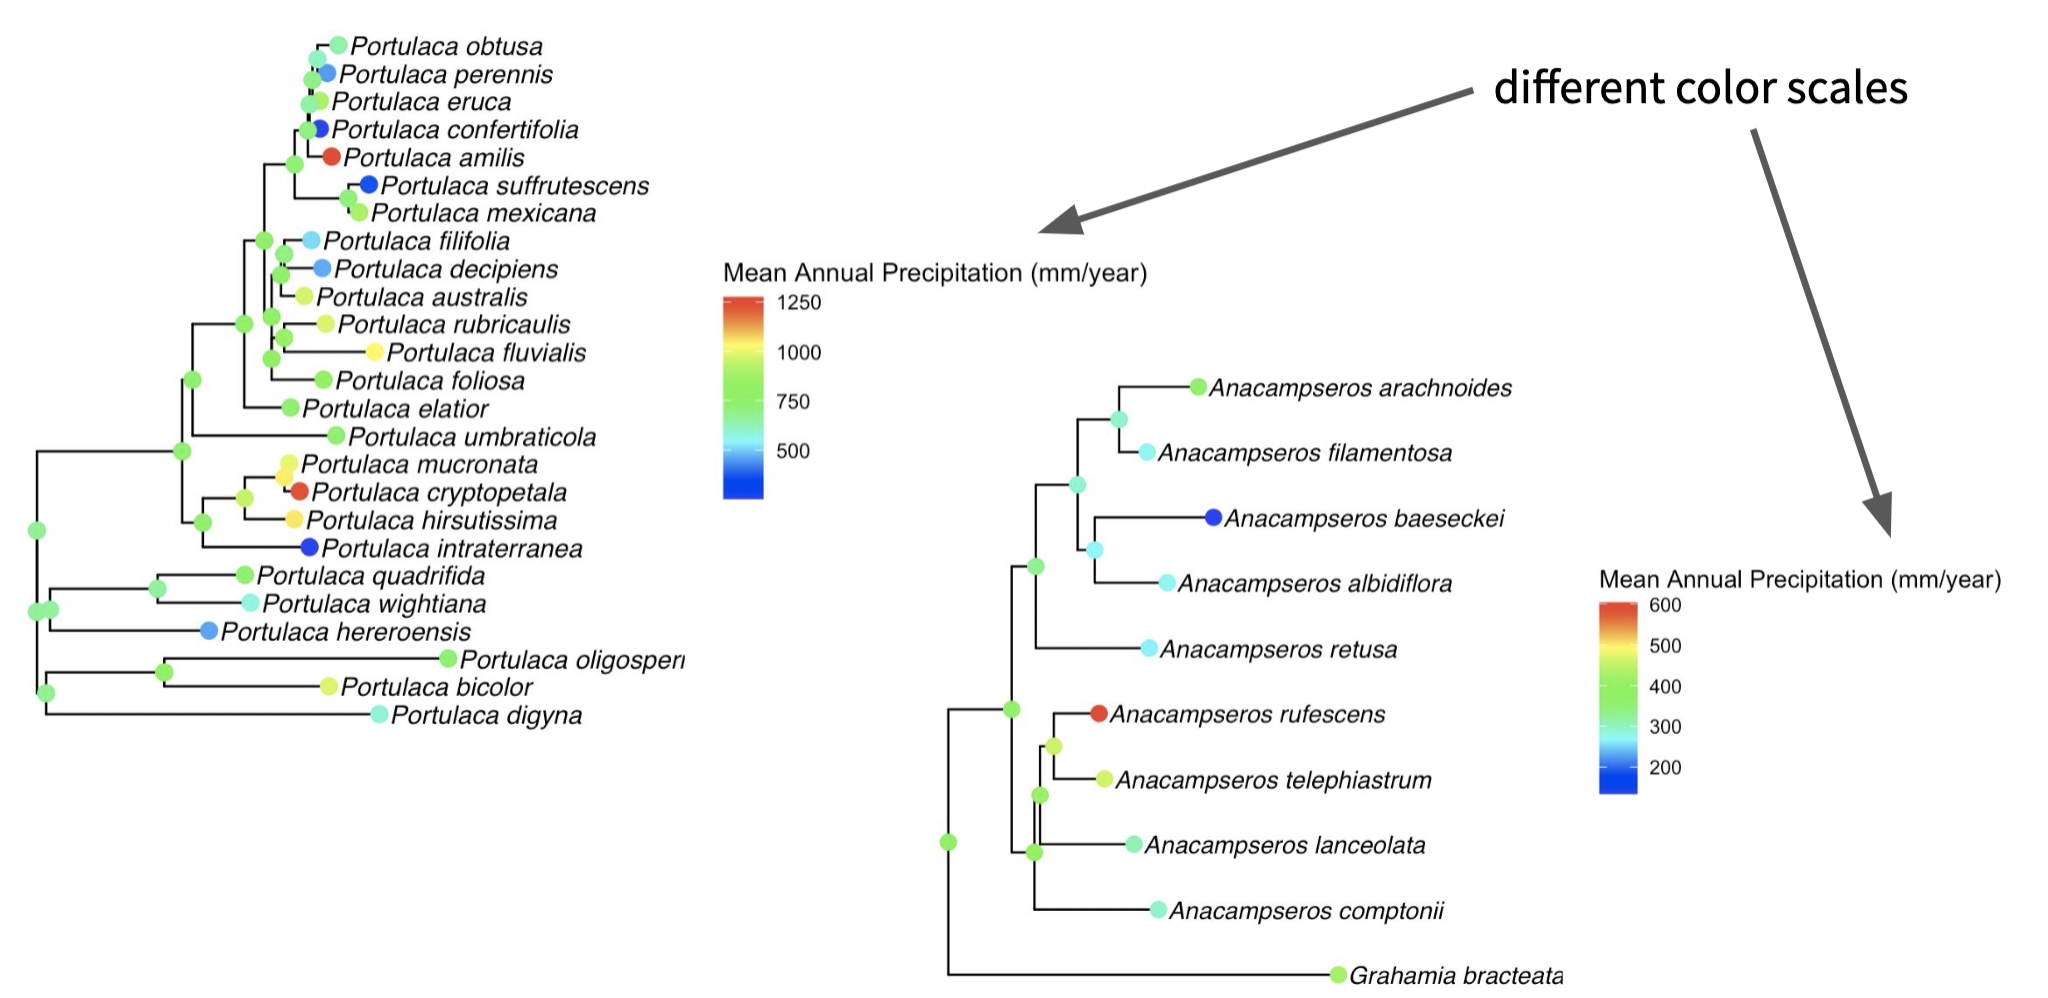 Portulaca obtusa
Portulaca perennis
Portulaca eruca
Portulaca confertifolia
Portulaca amilis
Portulaca suffrutescens
Portulaca mexicana
Portulaca filifolia
Portulaca decipiens
Portulaca australis
Portulaca rubricaulis
Portulaca fluvialis
Portulaca foliosa
Portulaca elatior
Portulaca umbraticola
Portulaca mucronata
Portulaca cryptopetala
Portulaca hirsutissima
Portulaca intraterranea
Portulaca quadrifida
Portulaca wightiana
Portulaca hereroensis
Portulaca oligosperi
Portulaca bicolor
Portulaca digyna
Mean Annual Precipitation (mm/year)
1250
1000
750
500
different color scales
Anacampseros arachnoides
Anacampseros filamentosa
Anacampseros baeseckei
Anacampseros albidiflora
Anacampseros retusa
Anacampseros rufescens
Anacampseros telephiastrum
Anacampseros lanceolata
Anacampseros comptonii
Grahamia bracteata
Mean Annual Precipitation (mm/year)
600
500
400
300
200